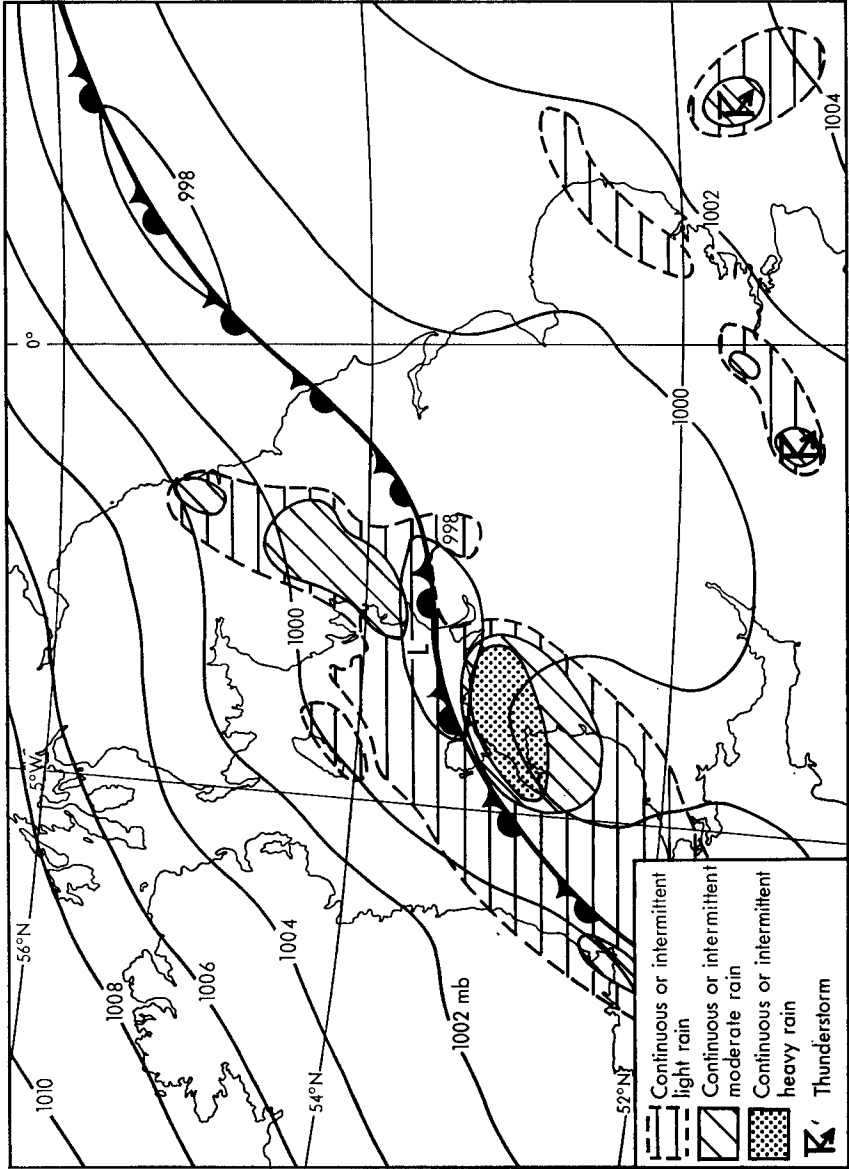 0°
998
1002
1004
1000
998
L
1000
5°W
56°N
1004
1006
1008
1002 mb
1010
54°N
52°N
Continuous or intermittent
light rain
Continuous or intermittent
moderate rain
Continuous or intermittent
heavy rain
Thunderstorm